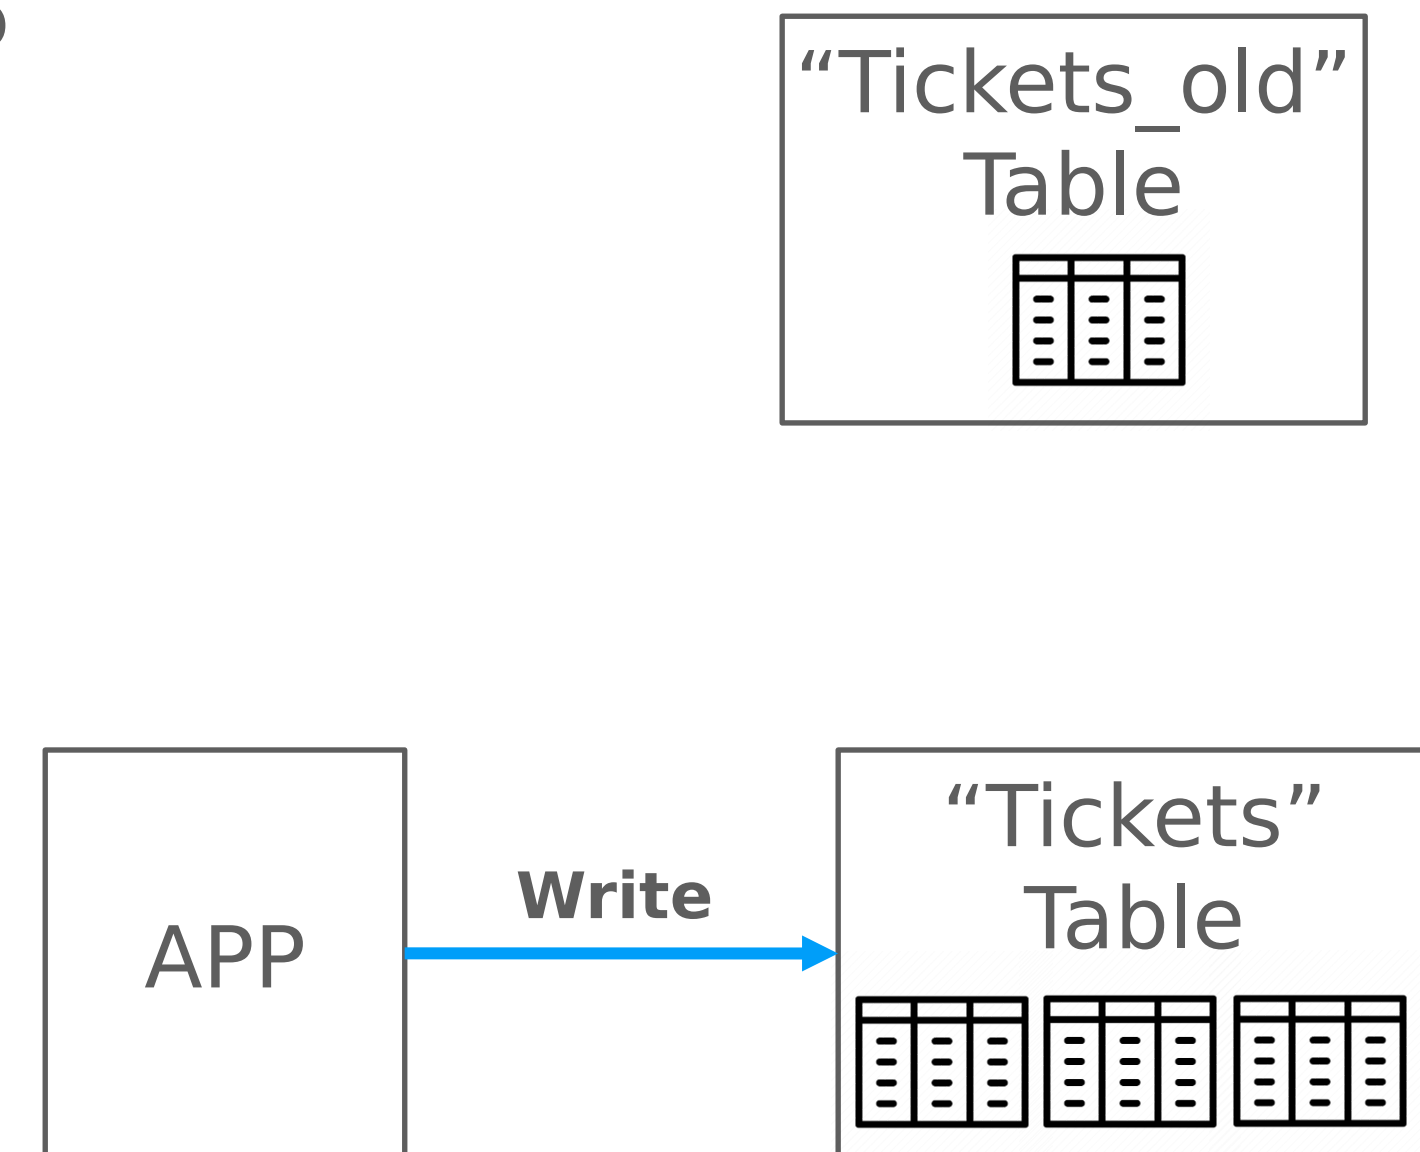 “Tickets_old”
Table
“Tickets”
Table
Write
APP